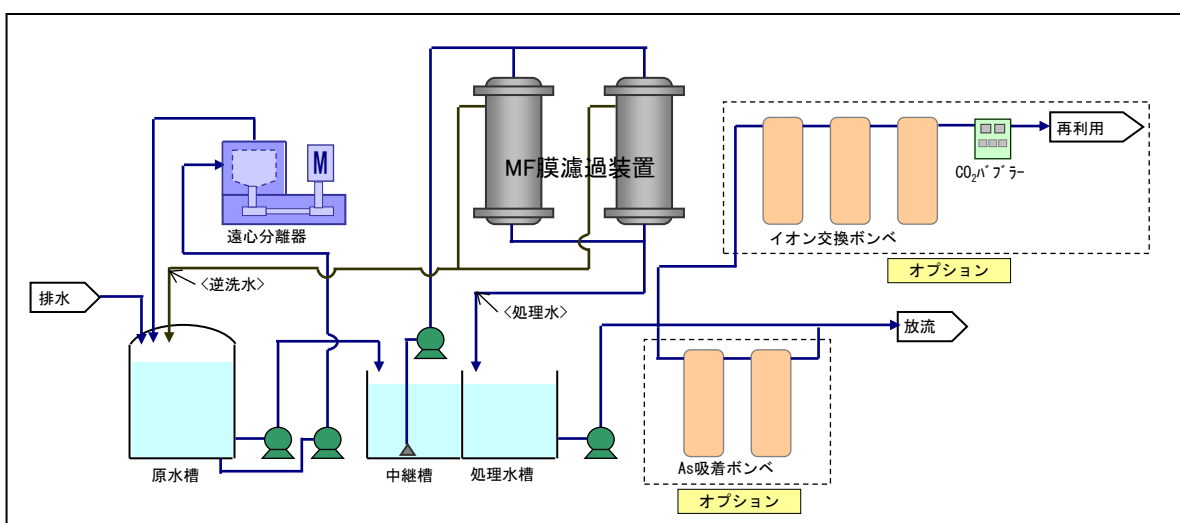 MF膜濾過装置
M
遠心分離器
再利用
CO₂バブラー
イオン交換ボンベ
オプション
<逆洗水>
排水
<処理水>
放流
原水槽
中継槽
処理水槽
As吸着ボンベ
オプション